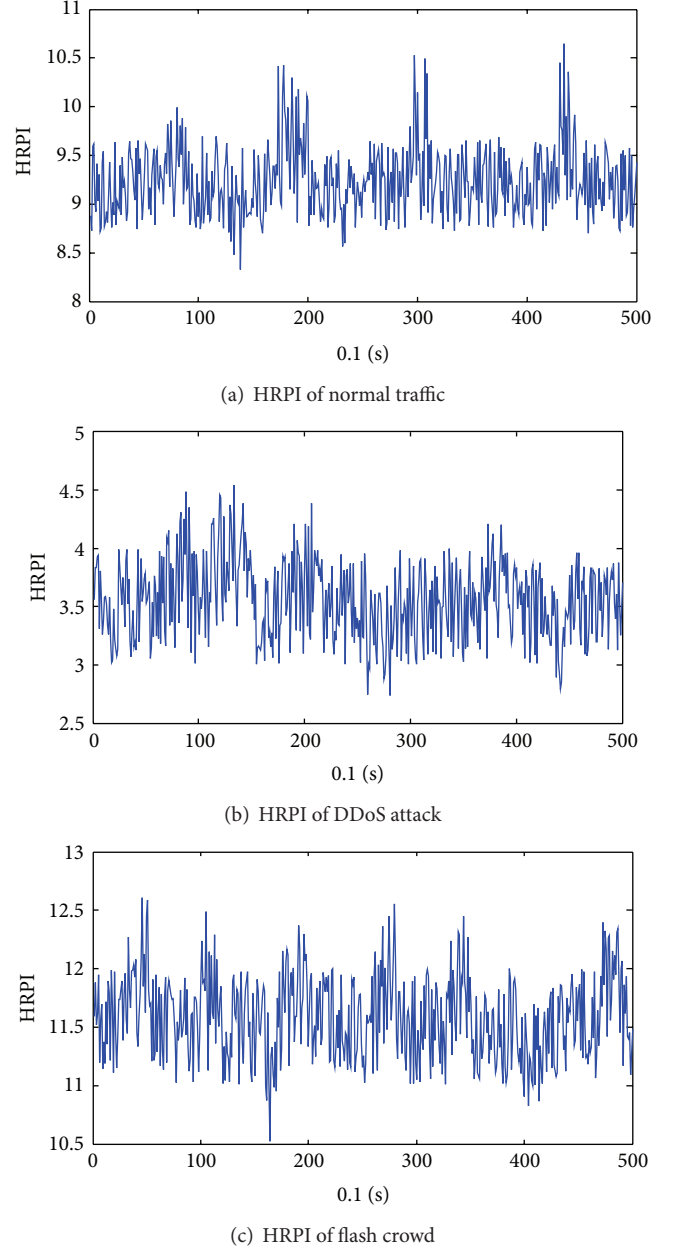 11
10.5
10
9.5
9
8.5
8
HRPI
0 100 200 300 400 500
0.1 (s)
(a) HRPI of normal traffic
5
4.5
4
3.5
3
2.5
HRPI
0 100 200 300 400 500
0.1 (s)
(b) HRPI of DDoS attack
13
12.5
12
11.5
11
10.5
HRPI
0 100 200 300 400 500
0.1 (s)
(c) HRPI of flash crowd